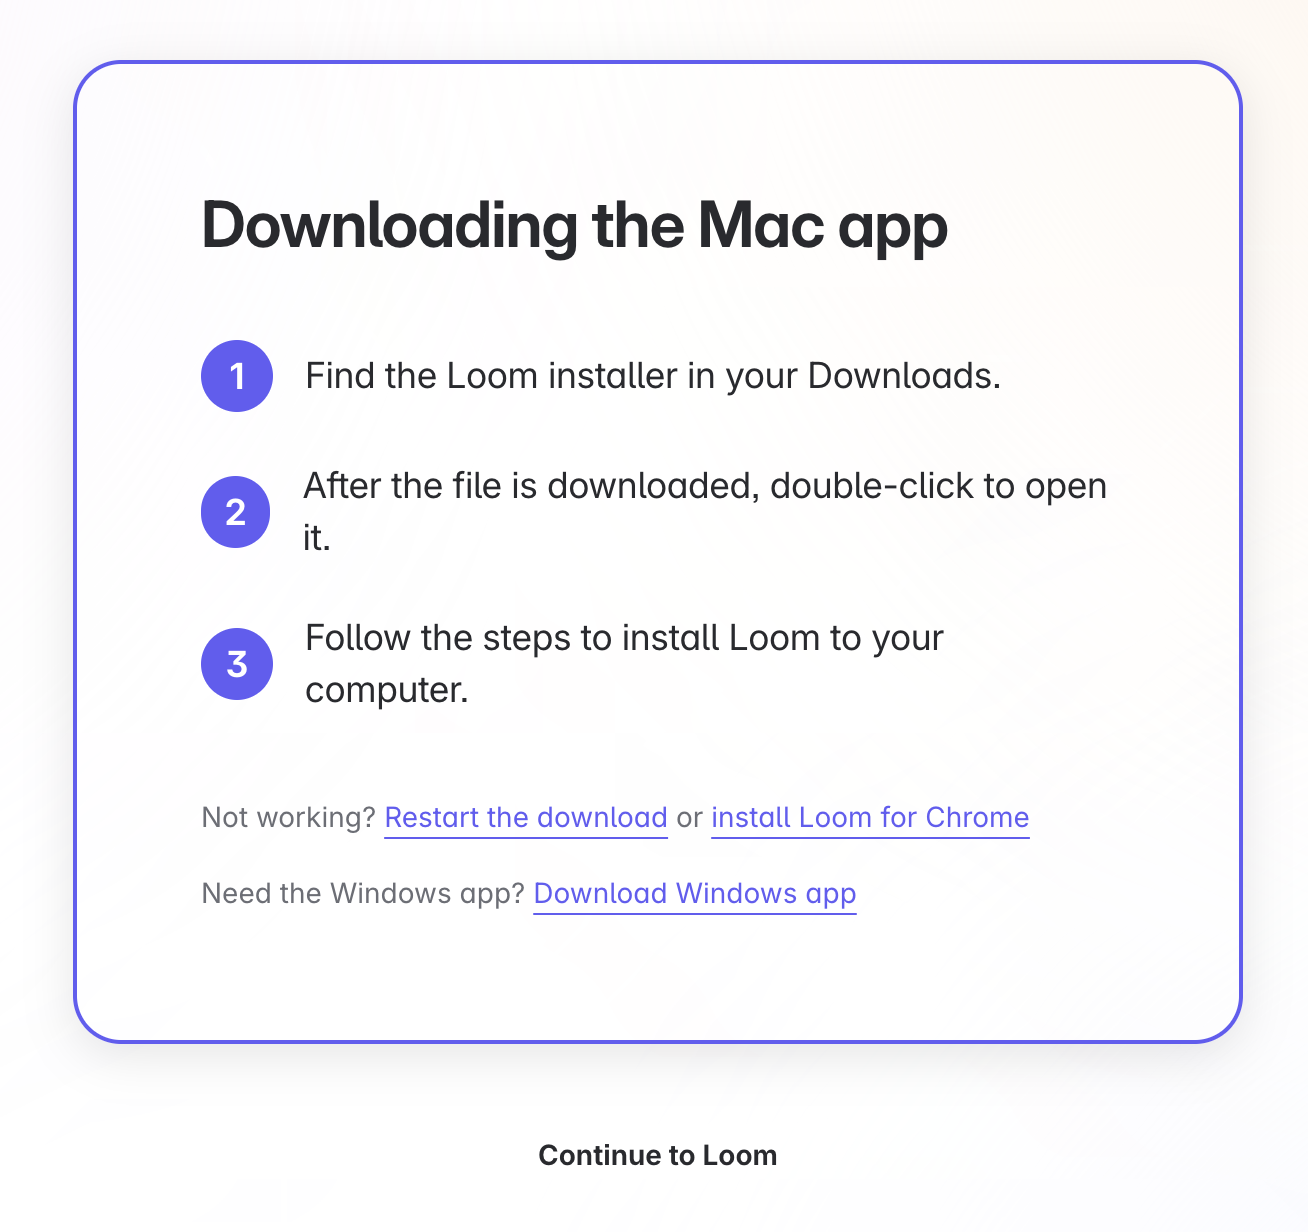 Downloading the Mac app
1 Find the Loom installer in your Downloads.
2 After the file is downloaded, double-click to open
it.
3 Follow the steps to install Loom to your
computer.
Not working? Restart the download or install Loom for Chrome
Need the Windows app? Download Windows app
Continue to Loom